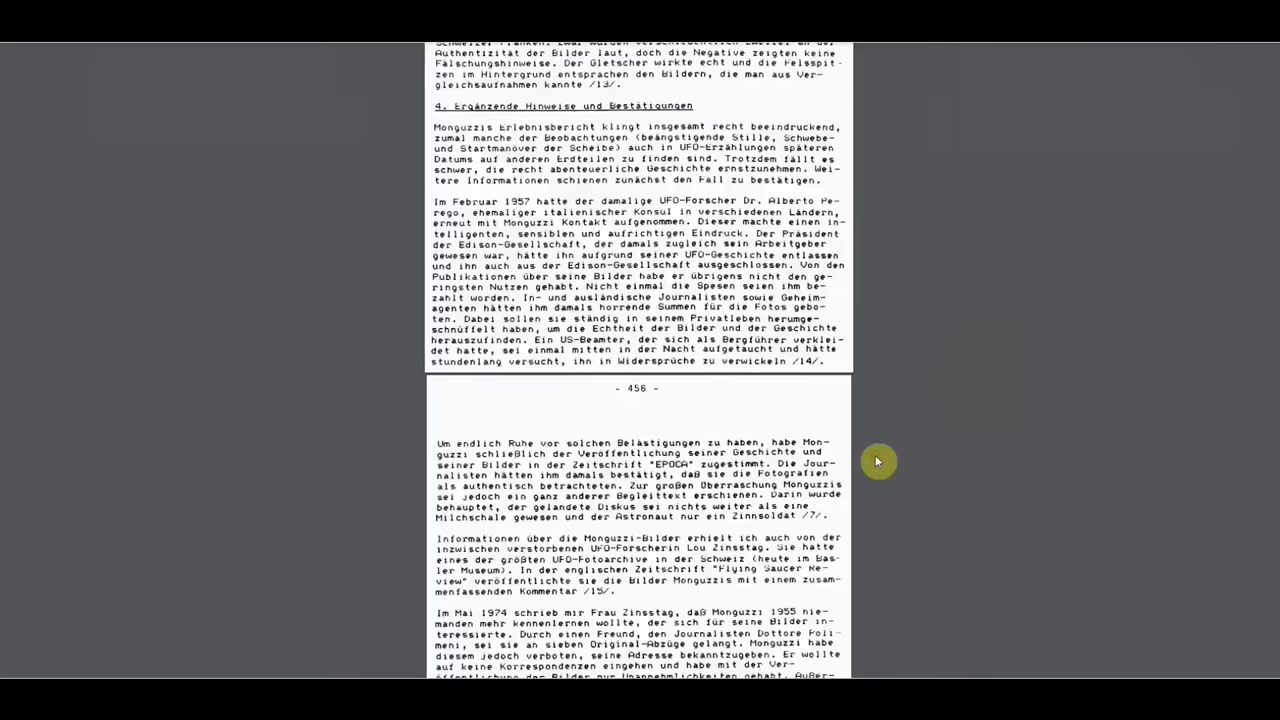 Schweizer Franken. Zwar wurden verschiedentlich Zweifel an der
Authentizität der Bilder laut, doch die Negative zeigten keine
Fälschungshinweise. Der Gletscher wirkte echt und die Felsspit-
zen im Hintergrund entsprachen den Bildern, die man aus Ver-
gleichsaufnahmen kannte /13/.
4. Ergänzende Hinweise und Bestätigungen
Monguzzis Erlebnisbericht klingt insgesamt recht beeindruckend,
zumal manche der Beobachtungen (beängstigende Stille, Schwebe-
und Startmanöver der Scheibe) auch in UFO-Erzählungen späteren
Datums auf anderen Erdteilen zu finden sind. Trotzdem fällt es
schwer, die recht abenteuerliche Geschichte ernstzunehmen. Wei-
tere Informationen schienen zunächst den Fall zu bestätigen.
Im Februar 1957 hatte der damalige UFO-Forscher Dr. Alberto Pe-
rego, ehemaliger italienischer Konsul in verschiedenen Ländern,
erneut mit Monguzzi Kontakt aufgenommen. Dieser machte einen in-
telligenten, sensiblen und aufrichtigen Eindruck. Der Präsident
der Edison-Gesellschaft, der damals zugleich sein Arbeitgeber
gewesen war, hätte ihn aufgrund seiner UFO-Geschichte entlassen
und ihn auch aus der Edison-Gesellschaft ausgeschlossen. Von den
Publikationen über seine Bilder habe er übrigens nicht den ge-
ringsten Nutzen gehabt. Nicht einmal die Spesen seien ihm be-
zahlt worden. In- und ausländische Journalisten sowie Geheim-
agenten hätten ihm damals horrende Summen für die Fotos gebo-
ten. Dabei sollen sie ständig in seinem Privatleben herumge-
schnüffelt haben, um die Echtheit der Bilder und der Geschichte
herauszufinden. Ein US-Beamter, der sich als Bergführer verklei-
det hatte, sei einmal mitten in der Nacht aufgetaucht und hätte
stundenlang versucht, ihn in Widersprüche zu verwickeln /14/.
- 456 -
Um endlich Ruhe vor solchen Belästigungen zu haben, habe Mon-
guzzi schließlich der Veröffentlichung seiner Geschichte und
seiner Bilder in der Zeitschrift "EPOCA" zugestimmt. Die Jour-
nalisten hätten ihm damals bestätigt, daß sie die Fotografien
als authentisch betrachteten. Zur großen Überraschung Monguzzis
sei jedoch ein ganz anderer Begleittext erschienen. Darin wurde
behauptet, der gelandete Diskus sei nichts weiter als eine
Milchschale gewesen und der Astronaut nur ein Zinnsoldat /7/.
Informationen über die Monguzzi-Bilder erhielt ich auch von der
inzwischen verstorbenen UFO-Forscherin Lou Zinsstag. Sie hatte
eines der größten UFO-Fotoarchive in der Schweiz (heute im Bas-
ler Museum). In der englischen Zeitschrift "Flying Saucer Re-
view" veröffentlichte sie die Bilder Monguzzis mit einem zusam-
menfassenden Kommentar /15/.
Im Mai 1974 schrieb mir Frau Zinsstag, daß Monguzzi 1955 nie-
manden mehr kennenlernen wollte, der sich für seine Bilder in-
teressierte. Durch einen Freund, den Journalisten Dottore Poli-
meni, sei sie an sieben Original-Abzüge gelangt. Monguzzi habe
diesem jedoch verboten, seine Adresse bekanntzugeben. Er wollte
auf keine Korrespondenzen eingehen und habe mit der Ver-
öffentlichung der Bilder nur Unannehmlichkeiten gehabt. Außer-